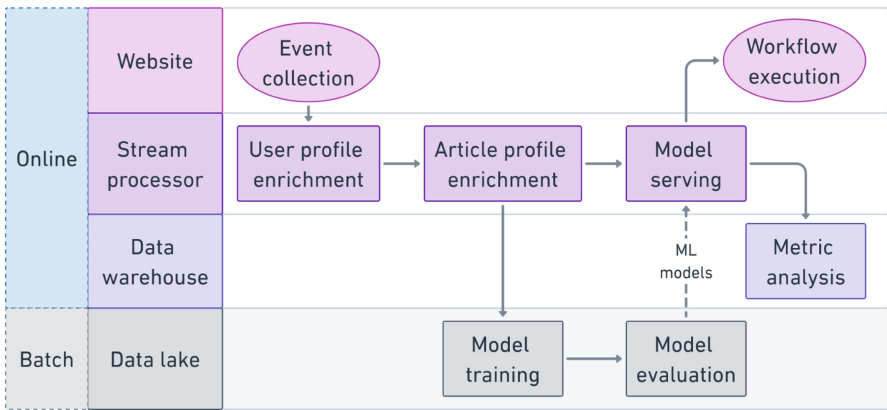 Online
Website
Event
collection
Workflow
execution
Stream
processor
User profile
enrichment
Article profile
enrichment
Model
serving
Data
warehouse
ML
models
Metric
analysis
Batch
Data lake
Model
training
Model
evaluation